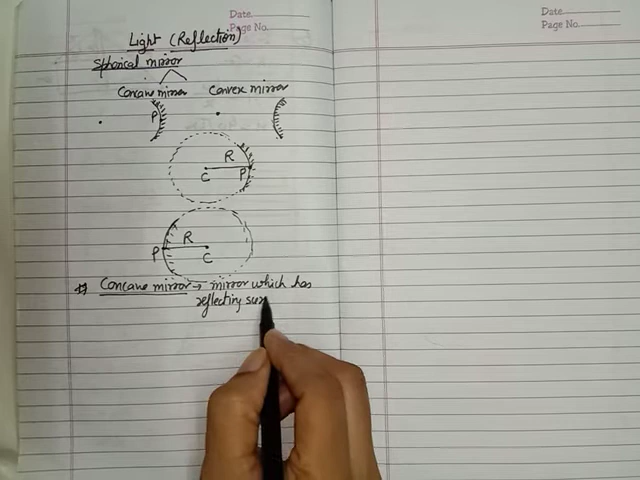 Date
Page No.
Date
Page No.
Light (Reflection)
Spherical mirror
Concave mirror Convex mirror
P
R
C P
P R
C
# Concave mirror → mirror which has
reflecting sur